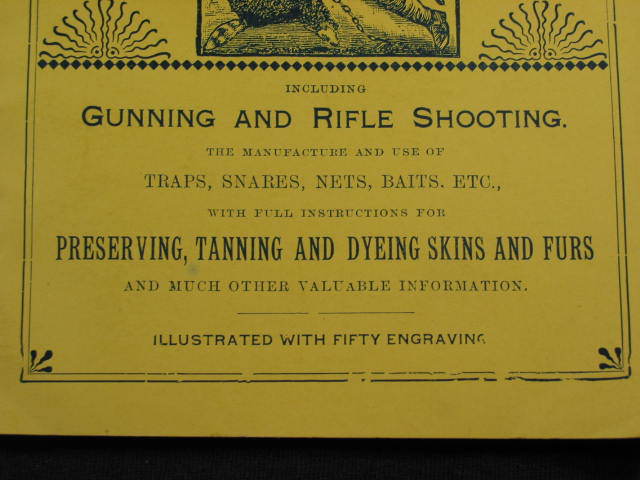 INCLUDING
GUNNING AND RIFLE SHOOTING.
THE MANUFACTURE AND USE OF
TRAPS, SNARES, NETS, BAITS. ETC.,
WITH FULL INSTRUCTIONS FOR
PRESERVING, TANNING AND DYEING SKINS AND FURS
AND MUCH OTHER VALUABLE INFORMATION.
ILLUSTRATED WITH FIFTY ENGRAVING